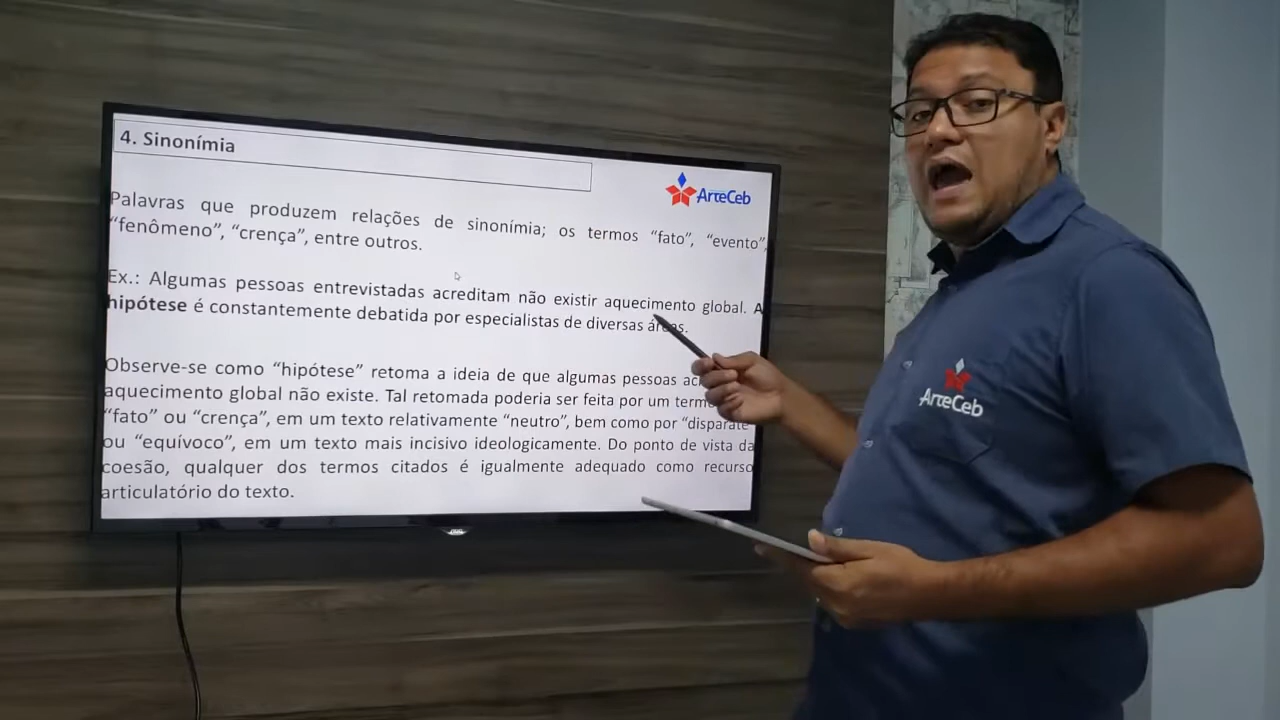 4. Sinonímia
ArteCeb
Palavras que produzem relações de sinonímia; os termos “fato”, “evento”,
“fenômeno”, “crença”, entre outros.
Ex.: Algumas pessoas entrevistadas acreditam não existir aquecimento global. A
hipótese é constantemente debatida por especialistas de diversas áreas.
Observe-se como “hipótese” retoma a ideia de que algumas pessoas
aquecimento global não existe. Tal retomada poderia ser feita por um
“fato” ou “crença”, em um texto relativamente “neutro”, bem como por “disparate”
ou “equívoco”, em um texto mais incisivo ideologicamente. Do ponto de vista da
coesão, qualquer dos termos citados é igualmente adequado como recurso
articulatório do texto.
ArteCeb